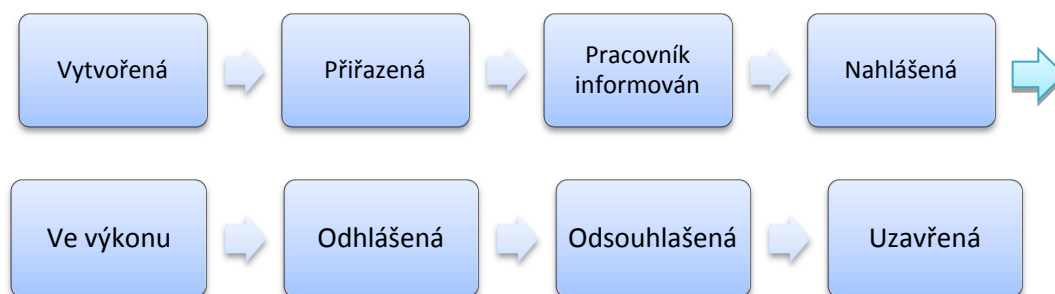 Vytvořená
Přiřazená
Pracovník
informován
Nahlášená
Ve výkonu
Odhlášená
Odsouhlašená
Uzavřená